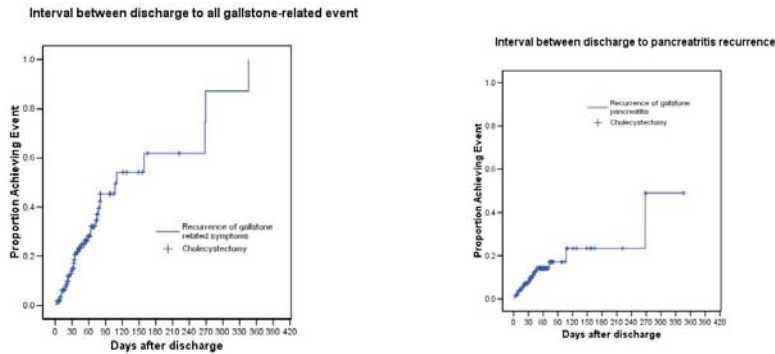 Interval between discharge to all gallstone-related event
1.0
0.8
0.6
0.4
0.2
0.0
Proportion Achieving Event
Recurrence of gallstone
related symptoms
Cholecystectomy
0 30 60 90 120 150 180 210 240 270 300 330 360 390 420
Days after discharge
Interval between discharge to pancreatritis recurrence
1.0
0.8
0.6
0.4
0.2
0.0
Proportion Achieving Event
Recurrence of gallstone
pancreatitis
Cholecystectomy
0 30 60 90 120 150 180 210 240 270 300 330 360 390 420
Days after discharge